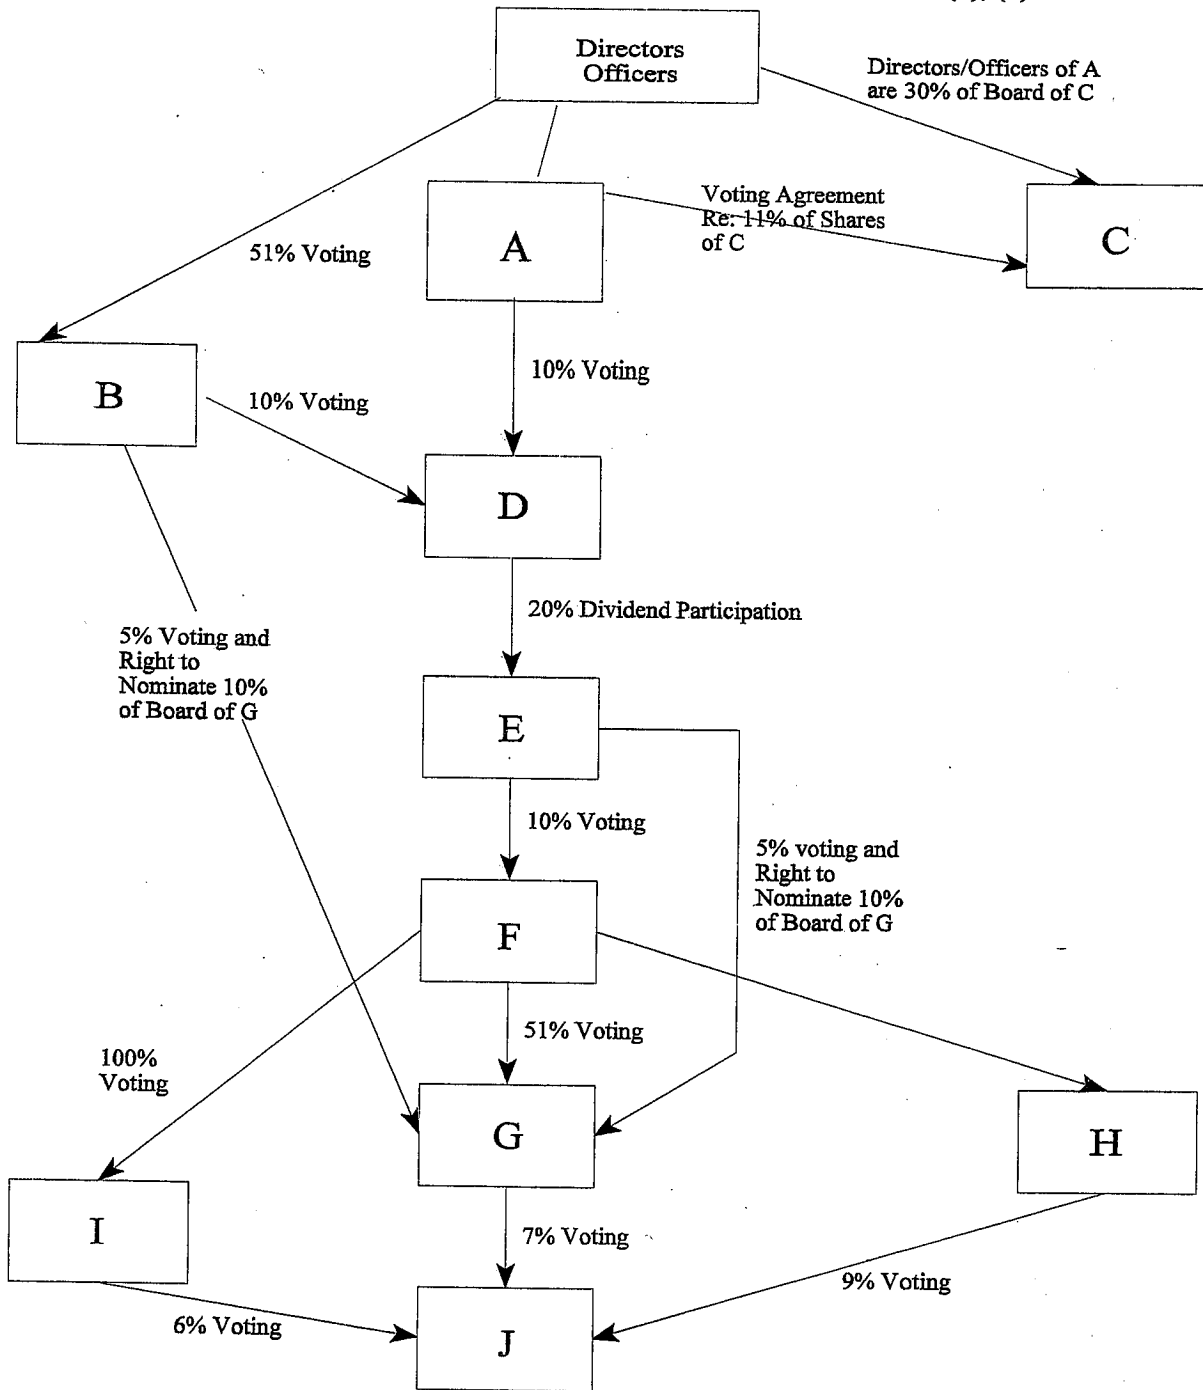 Directors
Officers
Directors/Officers of A
are 30% of Board of C
Voting Agreement
Re: 11% of Shares
of C
A
C
51% Voting
B
10% Voting
10% Voting
D
20% Dividend Participation
5% Voting and
Right to
Nominate 10%
of Board of G
E
10% Voting
5% voting and
Right to
Nominate 10%
of Board of G
F
51% Voting
100%
Voting
G
H
I
7% Voting
9% Voting
6% Voting
J